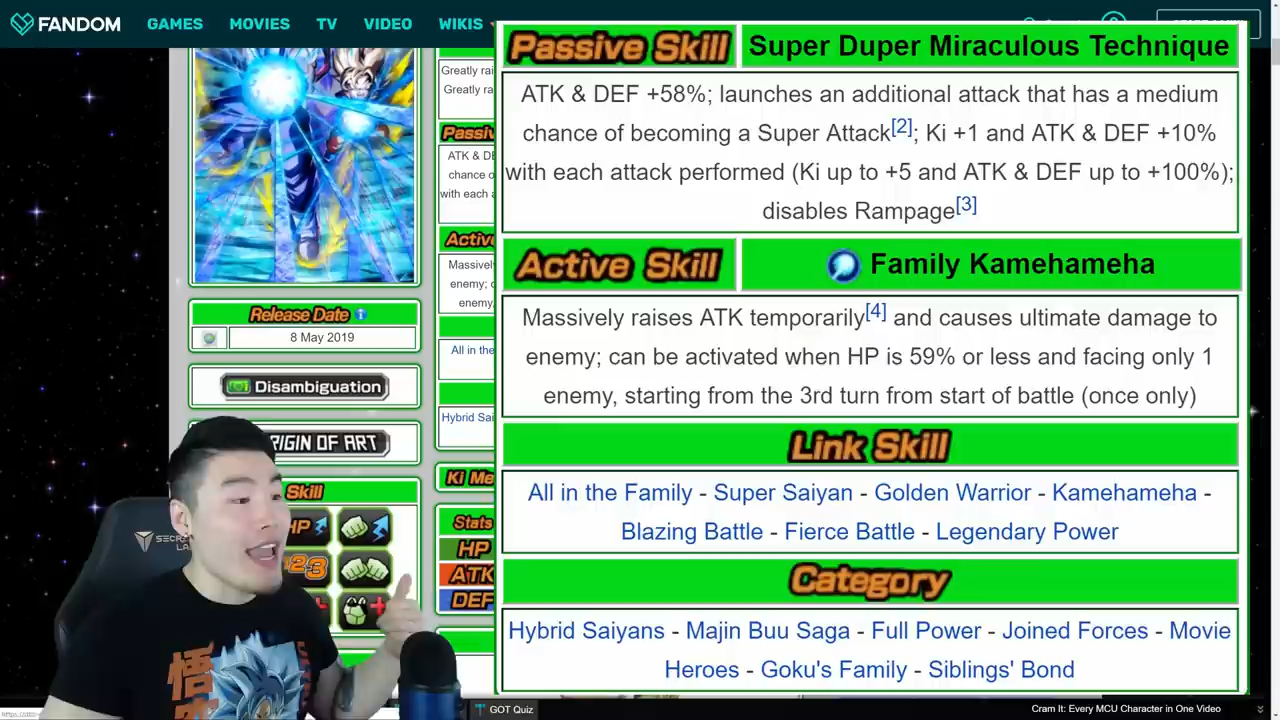 FANDOM
GAMES MOVIES TV VIDEO WIKIS
Passive Skill
Super Duper Miraculous Technique
ATK & DEF +58%; launches an additional attack that has a medium
chance of becoming a Super Attack[2]; Ki +1 and ATK & DEF +10%
with each attack performed (Ki up to +5 and ATK & DEF up to +100%);
disables Rampage[3]
Active Skill
Family Kamehameha
Massively raises ATK temporarily[4] and causes ultimate damage to
enemy; can be activated when HP is 59% or less and facing only 1
enemy, starting from the 3rd turn from start of battle (once only)
Link Skill
All in the Family - Super Saiyan - Golden Warrior - Kamehameha -
Blazing Battle - Fierce Battle - Legendary Power
Category
Hybrid Saiyans - Majin Buu Saga - Full Power - Joined Forces - Movie
Heroes - Goku's Family - Siblings' Bond
Greatly rai
Greatly ra
Passiv
ATK & DE
chance o
with each a
Active
Massively
enemy; c
enemy,
All in the
Hybrid Sai
Ki Me
Stats
HP
ATK
DEF
Release Date
8 May 2019
Disambiguation
RIGIN OF ART
Skill
HP
悟
GOT Quiz
Cram It: Every MCU Character in One Video